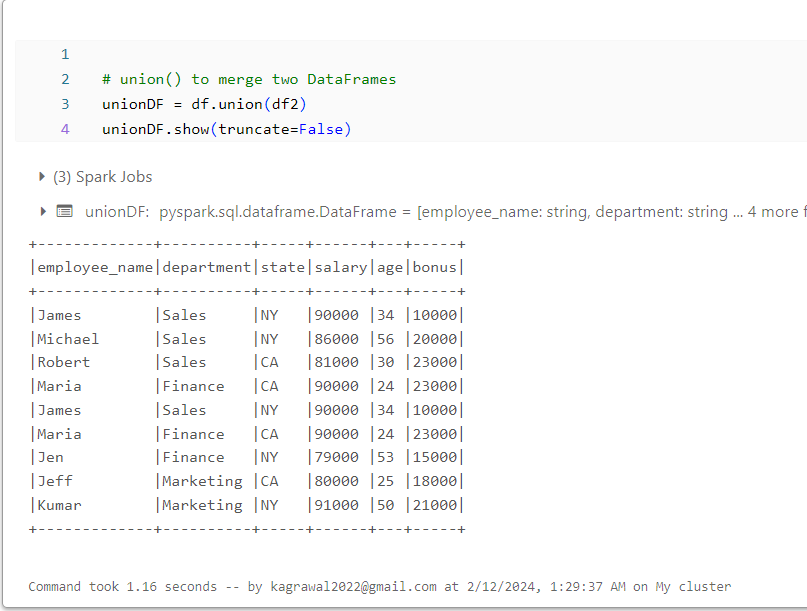 1
2 # union() to merge two DataFrames
3 unionDF = df.union(df2)
4 unionDF.show(truncate=False)
(3) Spark Jobs
unionDF: pyspark.sql.dataframe.DataFrame = [employee_name: string, department: string ... 4 more f
+-------------+----------+-----+------+---+-----+
|employee_name|department|state|salary|age|bonus|
+-------------+----------+-----+------+---+-----+
|James        |Sales     |NY   |90000 |34 |10000|
|Michael      |Sales     |NY   |86000 |56 |20000|
|Robert       |Sales     |CA   |81000 |30 |23000|
|Maria        |Finance   |CA   |90000 |24 |23000|
|James        |Sales     |NY   |90000 |34 |10000|
|Maria        |Finance   |CA   |90000 |24 |23000|
|Jen          |Finance   |NY   |79000 |53 |15000|
|Jeff         |Marketing |CA   |80000 |25 |18000|
|Kumar        |Marketing |NY   |91000 |50 |21000|
+-------------+----------+-----+------+---+-----+
Command took 1.16 seconds -- by kagrawal2022@gmail.com at 2/12/2024, 1:29:37 AM on My cluster